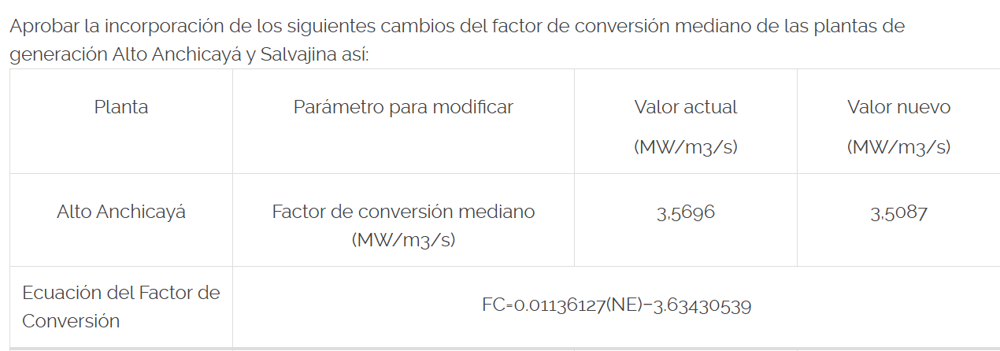 Aprobar la incorporación de los siguientes cambios del factor de conversión mediano de las plantas de
generación Alto Anchicayá y Salvajina así:
Planta
Parámetro para modificar
Valor actual
(MW/m3/s)
Valor nuevo
(MW/m3/s)
Alto Anchicayá
Factor de conversión mediano
(MW/m3/s)
3,5696
3,5087
Ecuación del Factor de
Conversión
FC=0.01136127(NE)−3.63430539